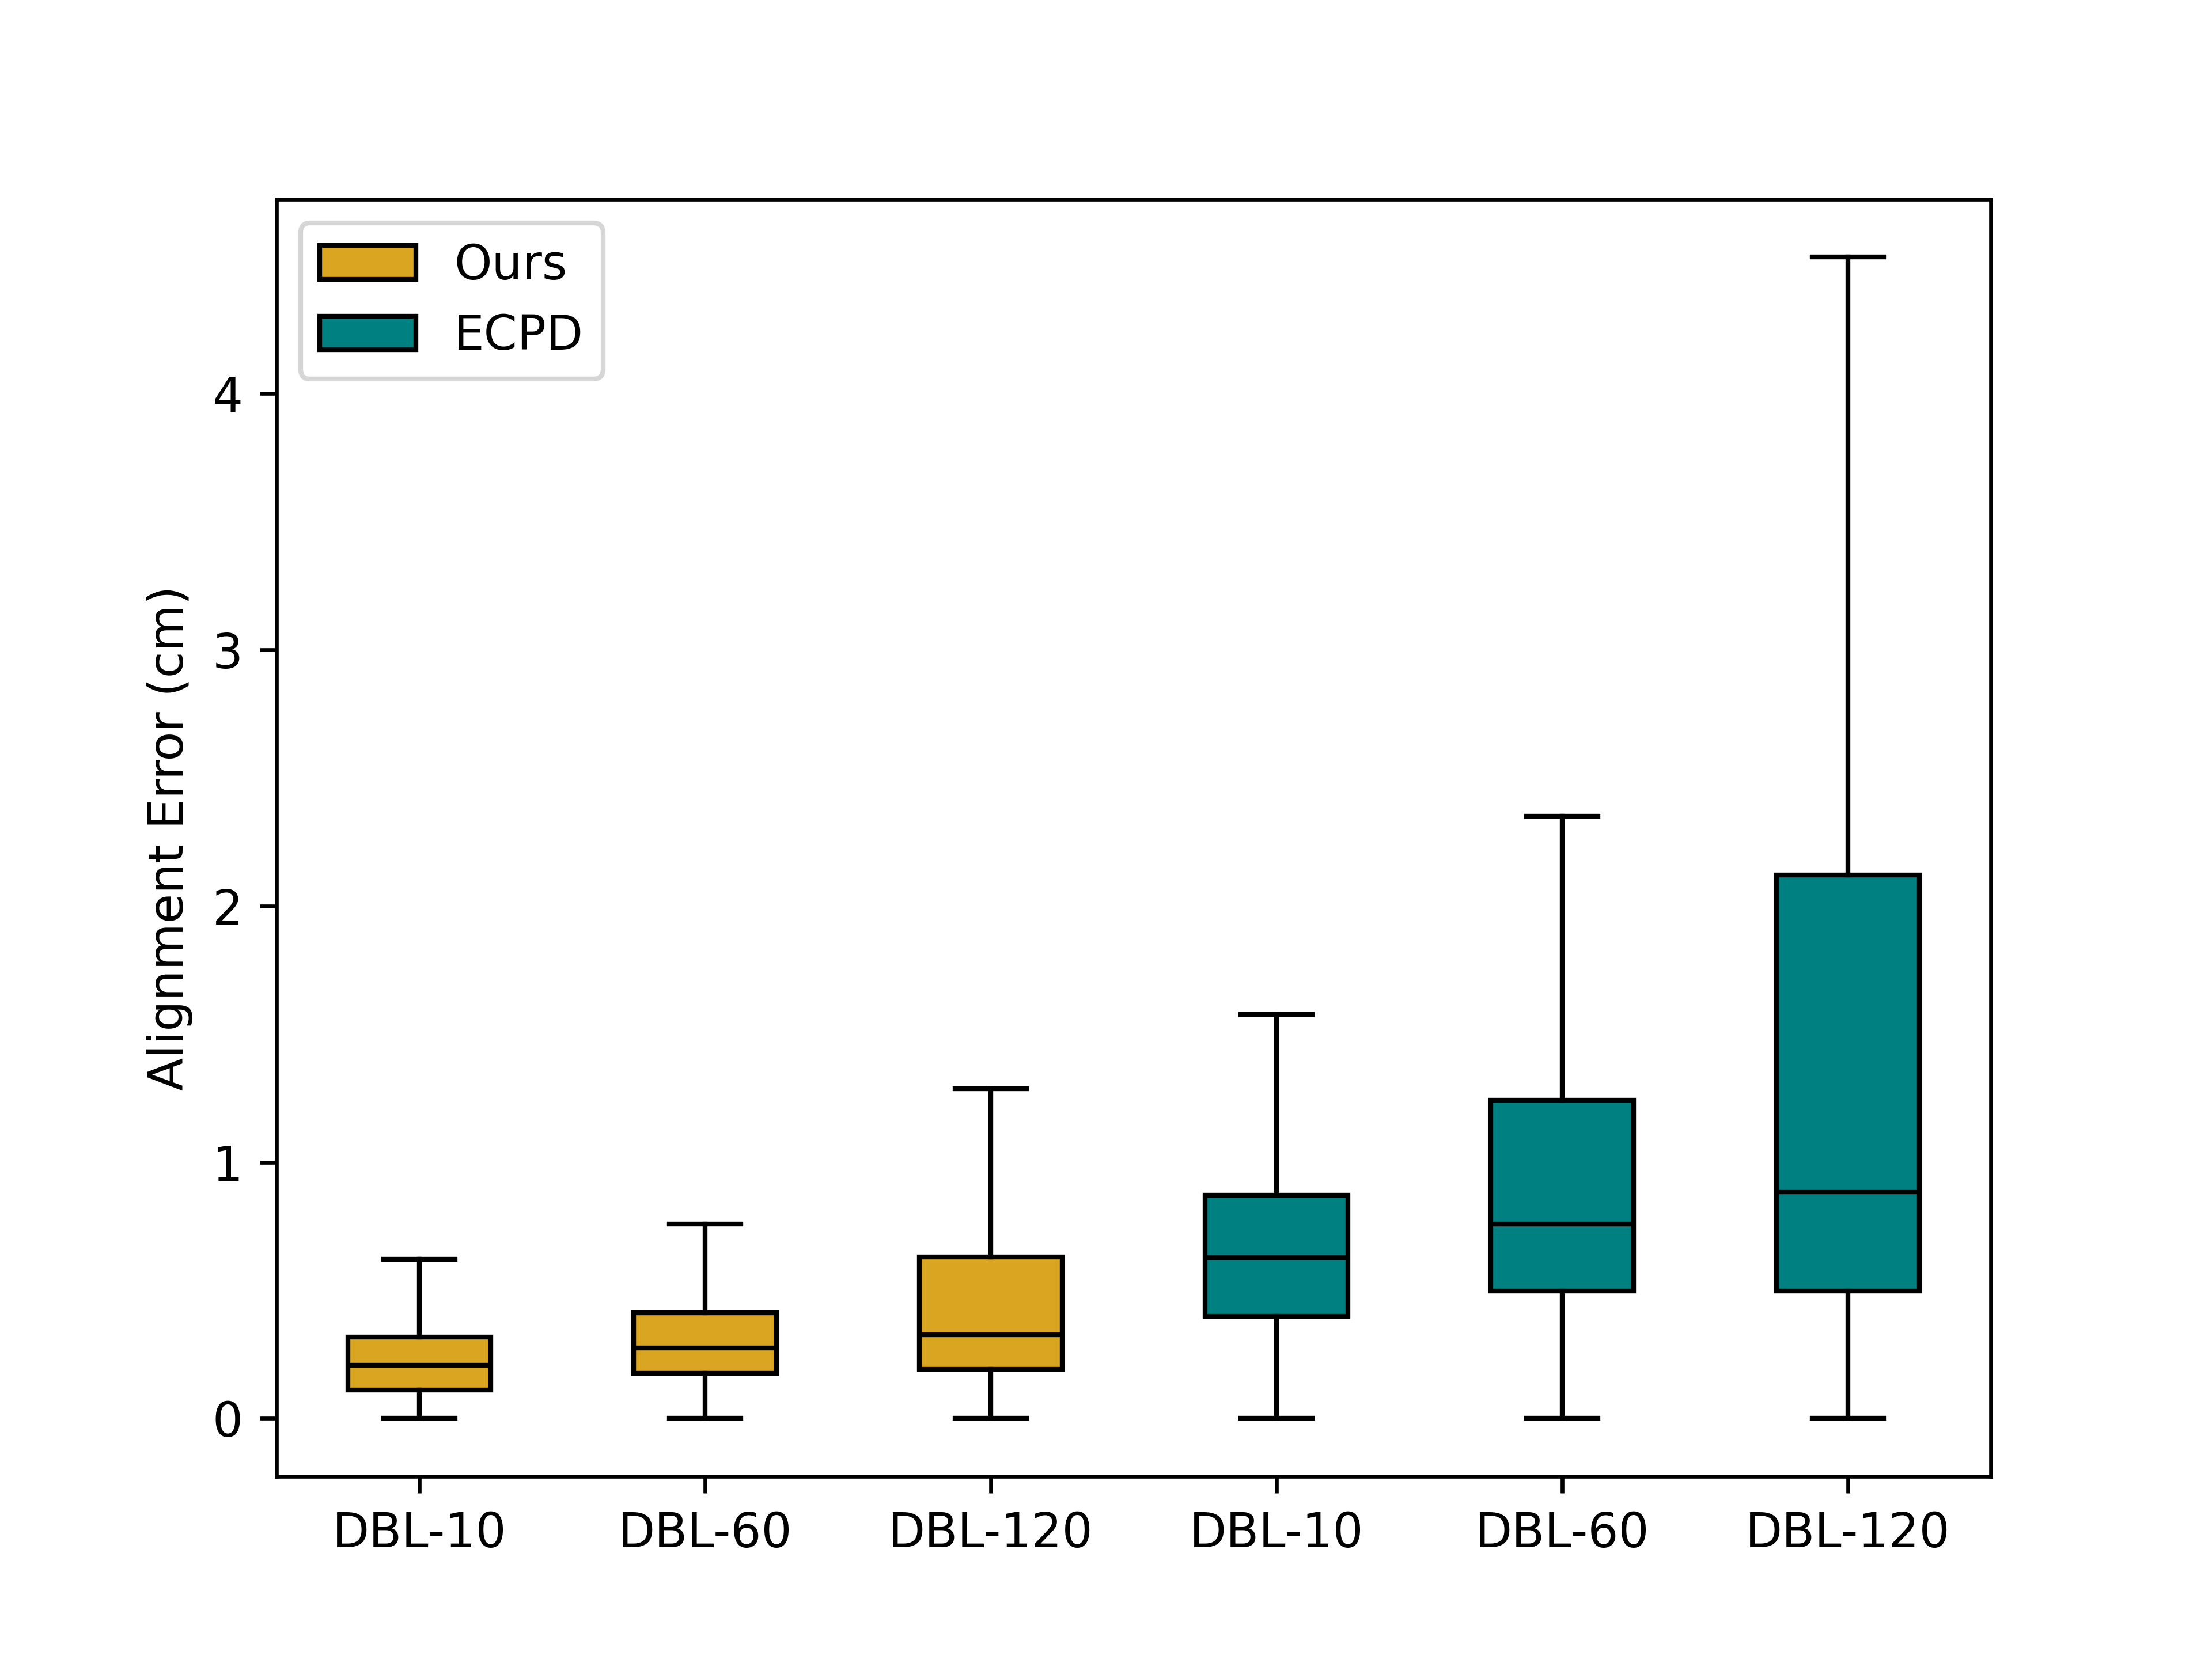 Ours
ECPD
Alignment Error (cm)
4
3
2
1
0
DBL-10 DBL-60 DBL-120 DBL-10 DBL-60 DBL-120